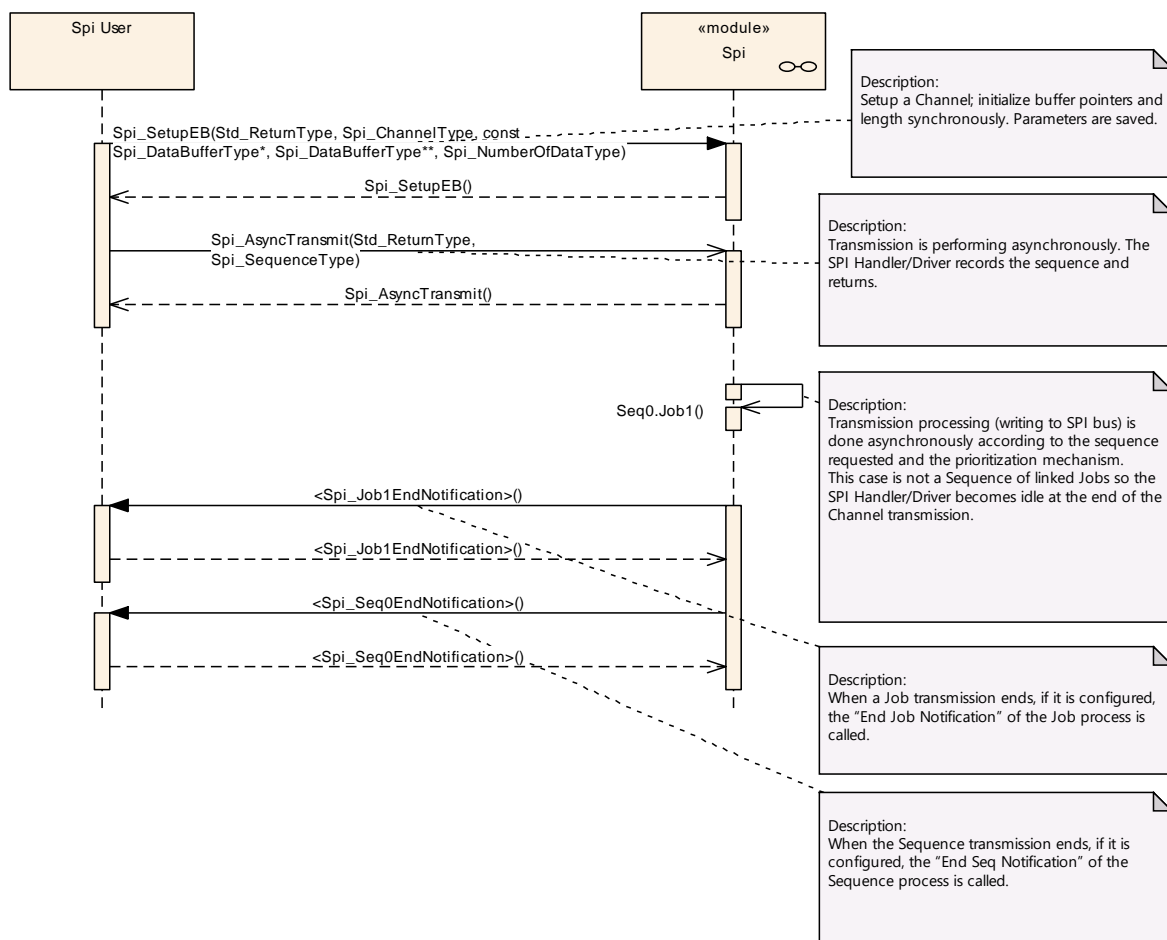 Spi User
«module»
Spi
Description:
Setup a Channel; initialize buffer pointers and
length synchronously. Parameters are saved.
Spi_SetupEB(Std_ReturnType, Spi_ChannelType, const
Spi_DataBufferType*, Spi_DataBufferType**, Spi_NumberOfDataType)
Spi_SetupEB()
Description:
Transmission is performing asynchronously. The
SPI Handler/Driver records the sequence and
returns.
Spi_AsyncTransmit(Std_ReturnType,
Spi_SequenceType)
Spi_AsyncTransmit()
Seq0.Job1()
Description:
Transmission processing (writing to SPI bus) is
done asynchronously according to the sequence
requested and the prioritization mechanism.
This case is not a Sequence of linked Jobs so the
SPI Handler/Driver becomes idle at the end of the
Channel transmission.
<Spi_Job1EndNotification>()
<Spi_Job1EndNotification>()
<Spi_Seq0EndNotification>()
<Spi_Seq0EndNotification>()
Description:
When a Job transmission ends, if it is configured,
the “End Job Notification” of the Job process is
called.
Description:
When the Sequence transmission ends, if it is
configured, the “End Seq Notification” of the
Sequence process is called.